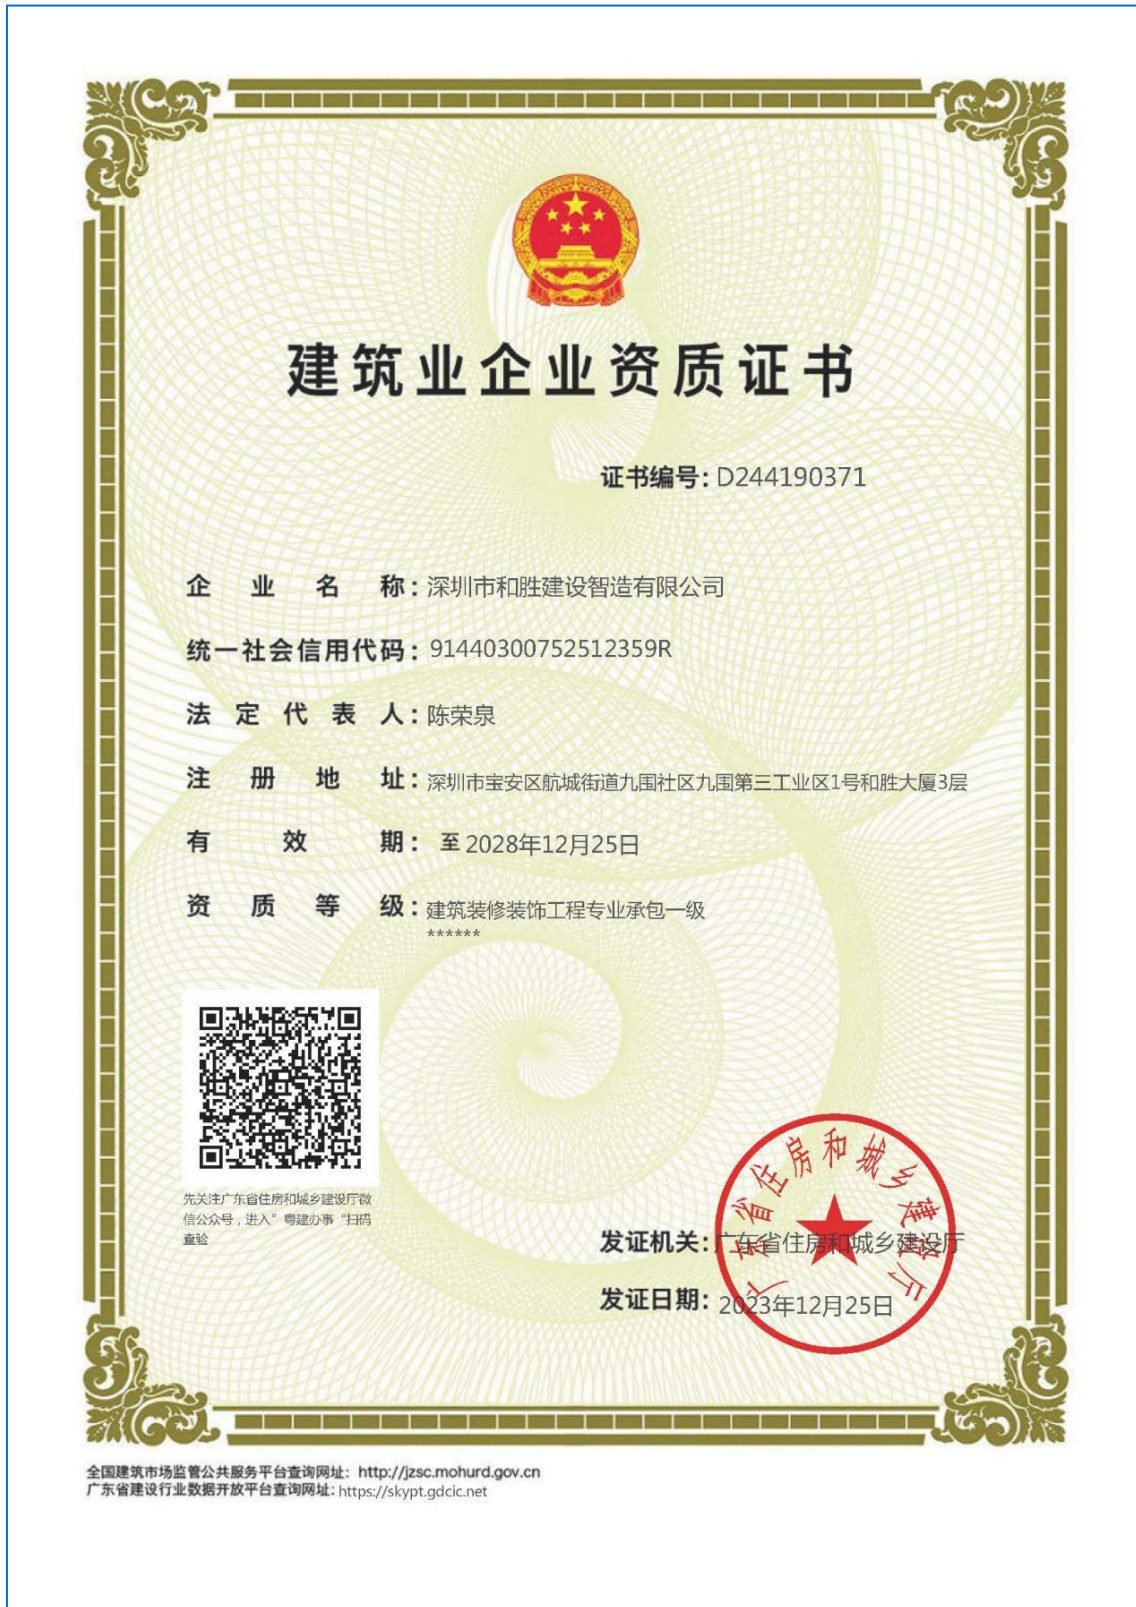 建筑业企业资质证书
证书编号: D244190371
企业名称: 深圳市和胜建设智造有限公司
统一社会信用代码: 91440300752512359R
法定代表人: 陈荣泉
注册地址: 深圳市宝安区航城街道九围社区九围第三工业区1号和胜大厦3层
有效期: 至 2028年12月25日
资质等级: 建筑装修装饰工程专业承包一级
******
先关注广东省住房和城乡建设厅微
信公众号，进入”粤建办事“扫码
查验
广东省住房和城乡建设厅
发证机关: 广东省住房和城乡建设厅
发证日期: 2023年12月25日
全国建筑市场监管公共服务平台查询网址: http://jzsc.mohurd.gov.cn
广东省建设行业数据开放平台查询网址: https://skypt.gdcic.net